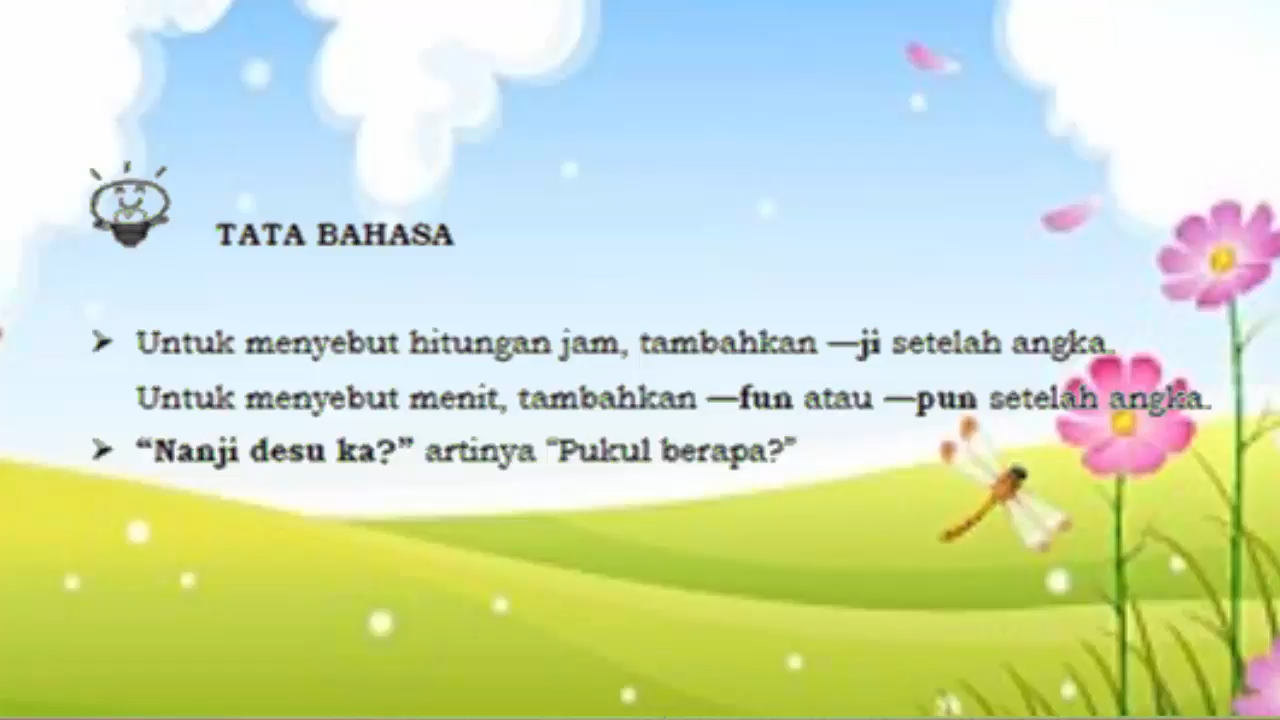 TATA BAHASA
➢ Untuk menyebut hitungan jam, tambahkan —ji setelah angka.
Untuk menyebut menit, tambahkan —fun atau —pun setelah angka.
➢ “Nanji desu ka?” artinya “Pukul berapa?”